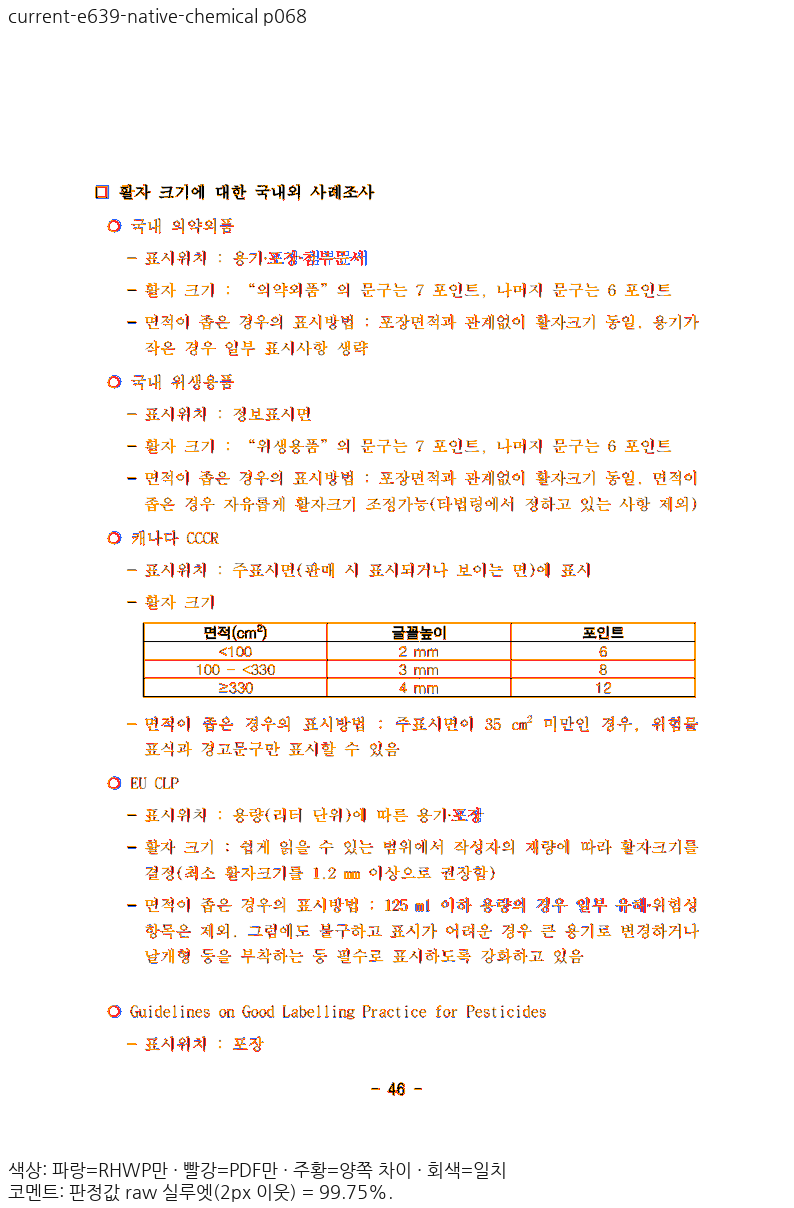 current-e639-native-chemical p068
□ 활자 크기에 대한 국내외 사례조사
○ 국내 의약외품
- 표시위치 : 용기·포장·첨부문서
- 활자 크기 : “의약외품”의 문구는 7 포인트, 나머지 문구는 6 포인트
- 면적이 좁은 경우의 표시방법 : 포장면적과 관계없이 활자크기 동일, 용기가
작은 경우 일부 표시사항 생략
○ 국내 위생용품
- 표시위치 : 정보표시면
- 활자 크기 : “위생용품”의 문구는 7 포인트, 나머지 문구는 6 포인트
- 면적이 좁은 경우의 표시방법 : 포장면적과 관계없이 활자크기 동일, 면적이
좁은 경우 자유롭게 활자크기 조정가능(타법령에서 정하고 있는 사항 제외)
○ 캐나다 CCCR
- 표시위치 : 주표시면(판매 시 표시되거나 보이는 면)에 표시
- 활자 크기
면적(cm²) 글꼴높이 포인트
<100 2 mm 6
100 - <330 3 mm 8
≥330 4 mm 12
- 면적이 좁은 경우의 표시방법 : 주표시면이 35 cm² 미만인 경우, 위험물
표식과 경고문구만 표시할 수 있음
○ EU CLP
- 표시위치 : 용량(리터 단위)에 따른 용기·포장
- 활자 크기 : 쉽게 읽을 수 있는 범위에서 작성자의 재량에 따라 활자크기를
결정(최소 활자크기를 1.2 mm 이상으로 권장함)
- 면적이 좁은 경우의 표시방법 : 125 ml 이하 용량의 경우 일부 유해·위험성
항목은 제외. 그럼에도 불구하고 표시가 어려운 경우 큰 용기로 변경하거나
날개형 등을 부착하는 등 필수로 표시하도록 강화하고 있음
○ Guidelines on Good Labelling Practice for Pesticides
- 표시위치 : 포장
- 46 -
색상: 파랑=RHWP만 · 빨강=PDF만 · 주황=양쪽 차이 · 회색=일치
코멘트: 판정값 raw 실루엣(2px 이웃) = 99.75%.